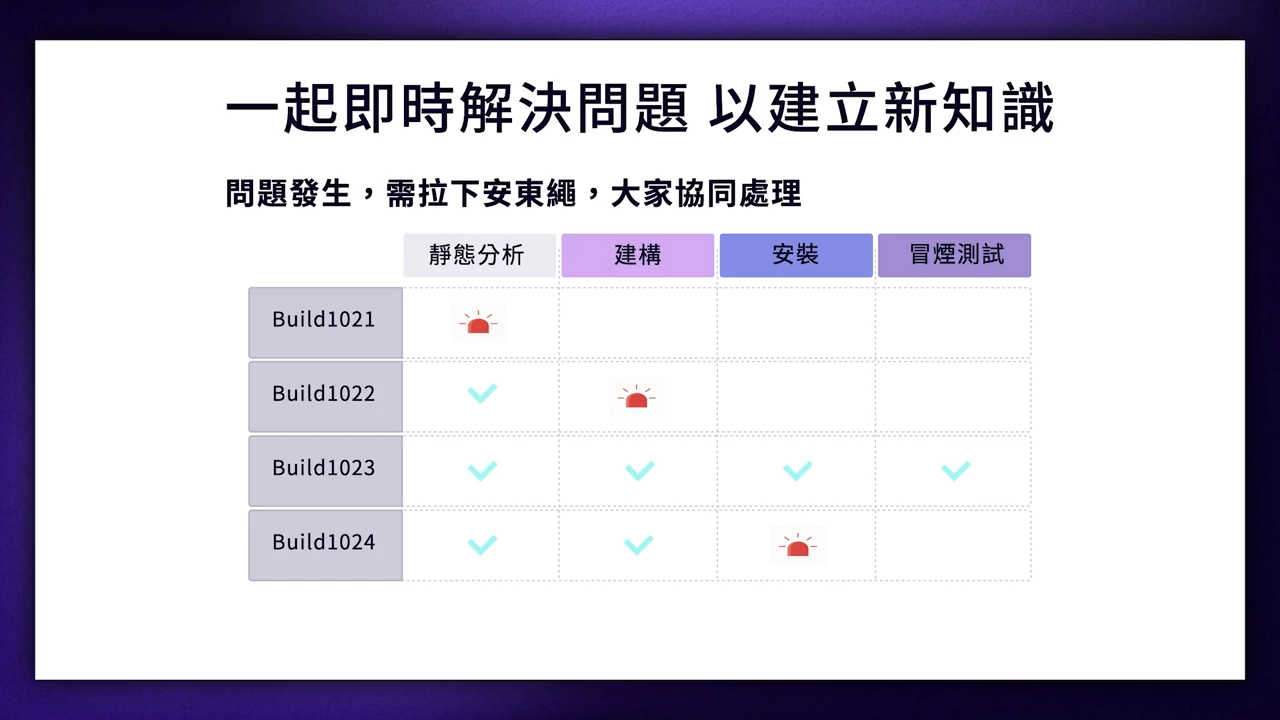 一起即時解決問題 以建立新知識
問題發生，需拉下安東繩，大家協同處理
靜態分析 建構 安裝 冒煙測試
Build1021
Build1022
Build1023
Build1024